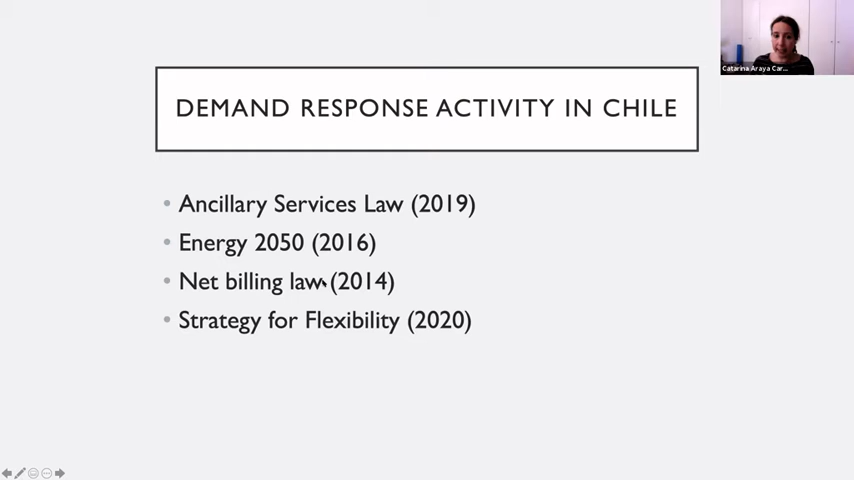 Catarina Araya Car...
DEMAND RESPONSE ACTIVITY IN CHILE
• Ancillary Services Law (2019)
• Energy 2050 (2016)
• Net billing law (2014)
• Strategy for Flexibility (2020)